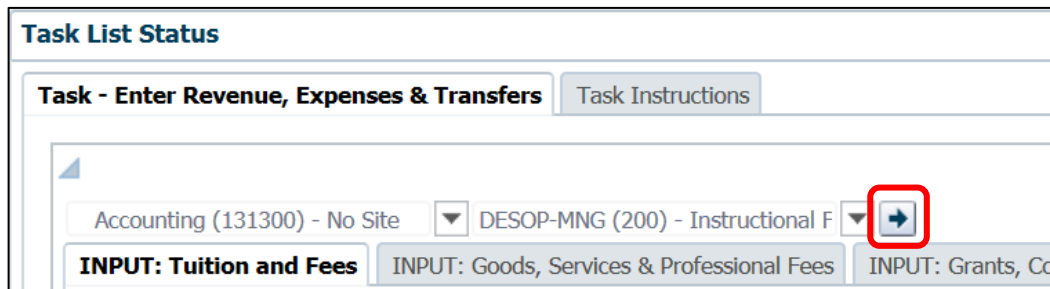 Task List Status
Task - Enter Revenue, Expenses & Transfers Task Instructions
Accounting (131300) - No Site DESOP-MNG (200) - Instructional F
INPUT: Tuition and Fees INPUT: Goods, Services & Professional Fees INPUT: Grants, Co